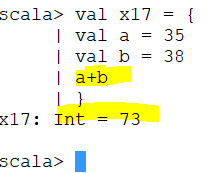 scala> val x17 = {
     | val a = 35
     | val b = 38
     | a+b
     | }
x17: Int = 73
scala>